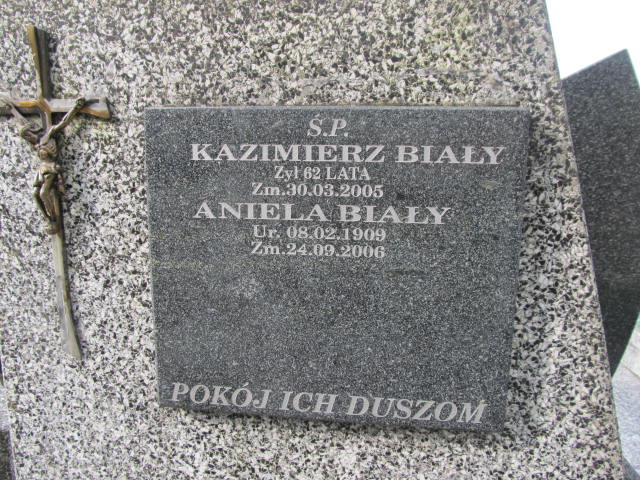 Ś.P.
KAZIMIERZ BIAŁY
Żył 62 LATA
Zm.30.03.2005
ANIELA BIAŁY
Ur. 08.02.1909
Zm.24.09.2006
POKÓJ ICH DUSZOM